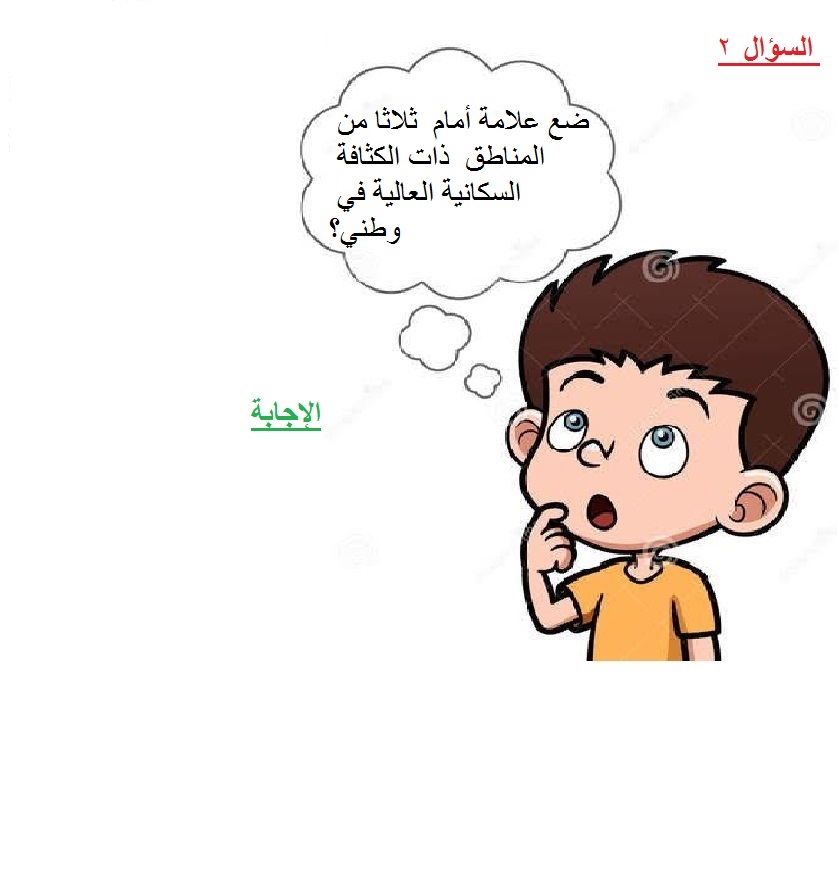 السؤال ٢
ضع علامة أمام ثلاثا من
المناطق ذات الكثافة
السكانية العالية في
وطني؟
الإجابة